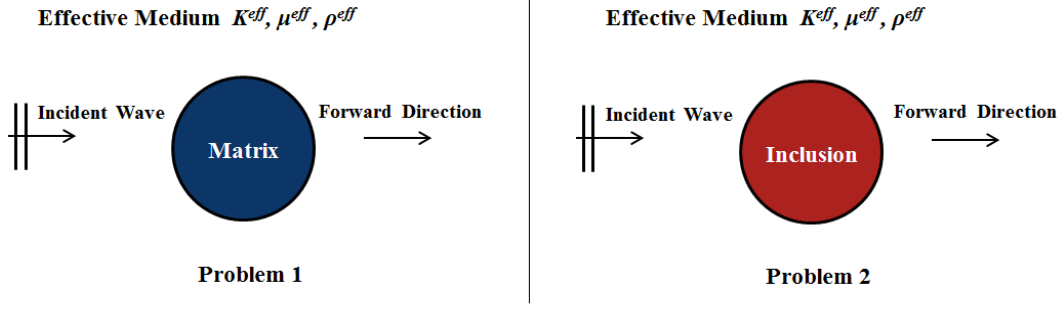 Effective Medium K^eff, μ^eff, ρ^eff
Incident Wave
Forward Direction
Matrix
Problem 1
Effective Medium K^eff, μ^eff, ρ^eff
Incident Wave
Forward Direction
Inclusion
Problem 2